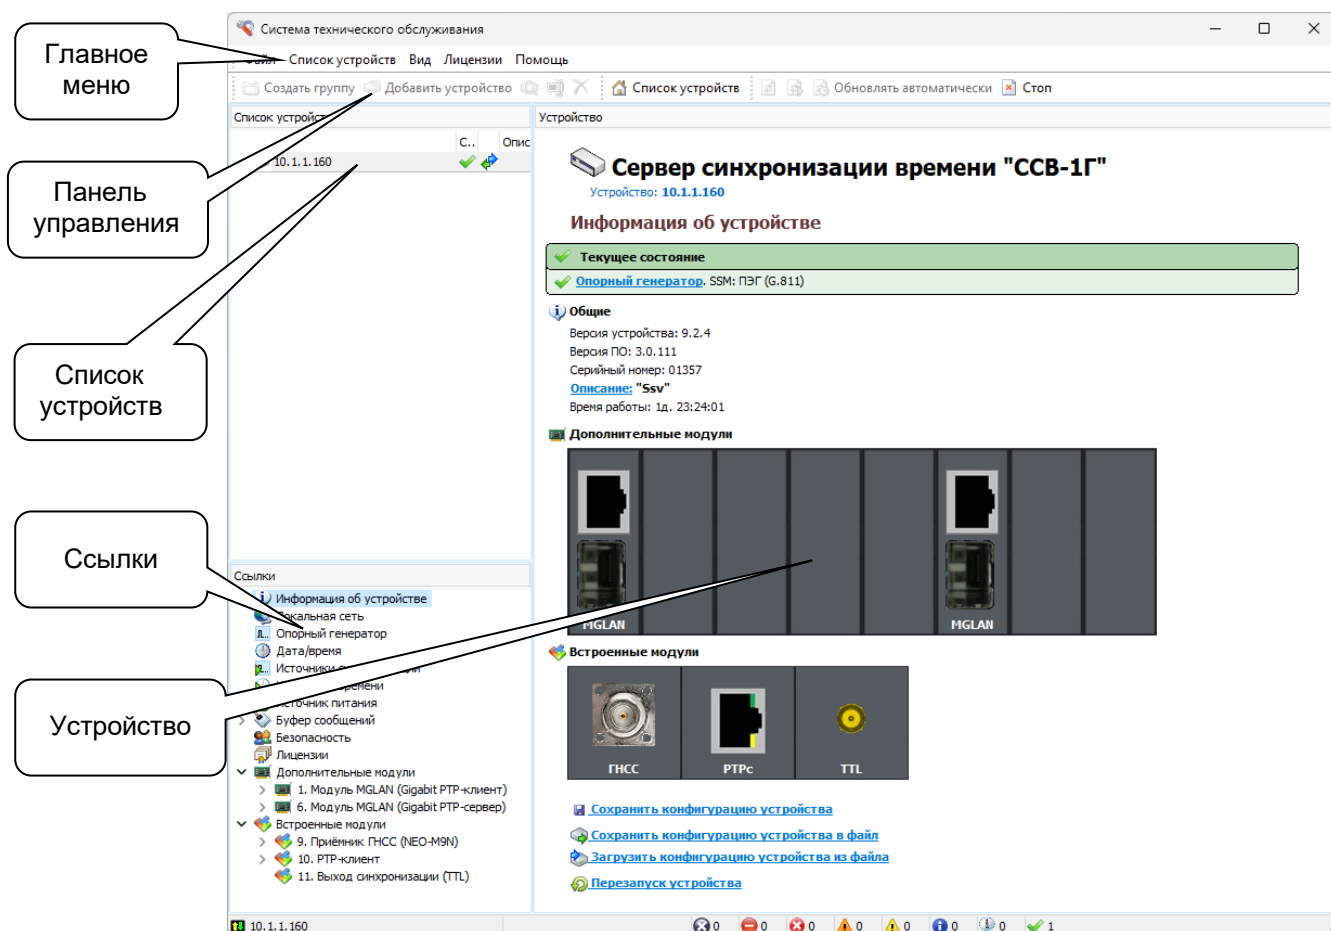 Главное
меню
Панель
управления
Список
устройств
Ссылки
Устройство
Система технического обслуживания
Список устройств Вид Лицензии Помощь
Создать группу Добавить устройство Список устройств Обновлять автоматически Стоп
Список устройств
Устройство
С.. Опис
10.1.1.160
Сервер синхронизации времени "ССВ-1Г"
Устройство: 10.1.1.160
Информация об устройстве
Текущее состояние
Опорный генератор. SSM: ПЭГ (G.811)
Общие
Версия устройства: 9.2.4
Версия ПО: 3.0.111
Серийный номер: 01357
Описание: "Ssv"
Время работы: 1д. 23:24:01
Дополнительные модули
MGLAN MGLAN
Встроенные модули
ГНСС PTPc TTL
Сохранить конфигурацию устройства
Сохранить конфигурацию устройства в файл
Загрузить конфигурацию устройства из файла
Перезапуск устройства
Ссылки
Информация об устройстве
Локальная сеть
Опорный генератор
Дата/время
Источники
Источник питания
Буфер сообщений
Безопасность
Лицензии
Дополнительные модули
1. Модуль MGLAN (Gigabit PTP-клиент)
6. Модуль MGLAN (Gigabit PTP-сервер)
Встроенные модули
9. Приёмник ГНСС (NEO-M9N)
10. PTP-клиент
11. Выход синхронизации (TTL)
10.1.1.160 0 0 0 0 0 0 0 1